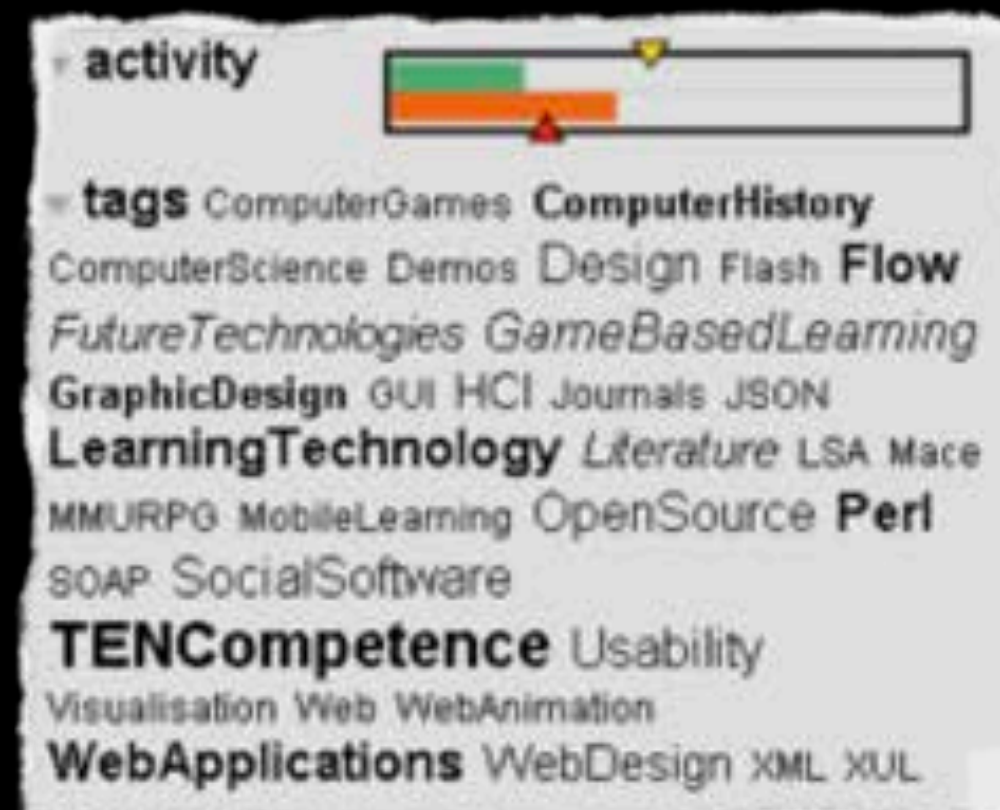 activity
tags ComputerGames ComputerHistory
ComputerScience Demos Design Flash Flow
FutureTechnologies GameBasedLearning
GraphicDesign GUI HCI Journals JSON
LearningTechnology Literature LSA Mace
MMURPG MobileLearning OpenSource Perl
SOAP SocialSoftware
TENCompetence Usability
Visualisation Web WebAnimation
WebApplications WebDesign XML XUL